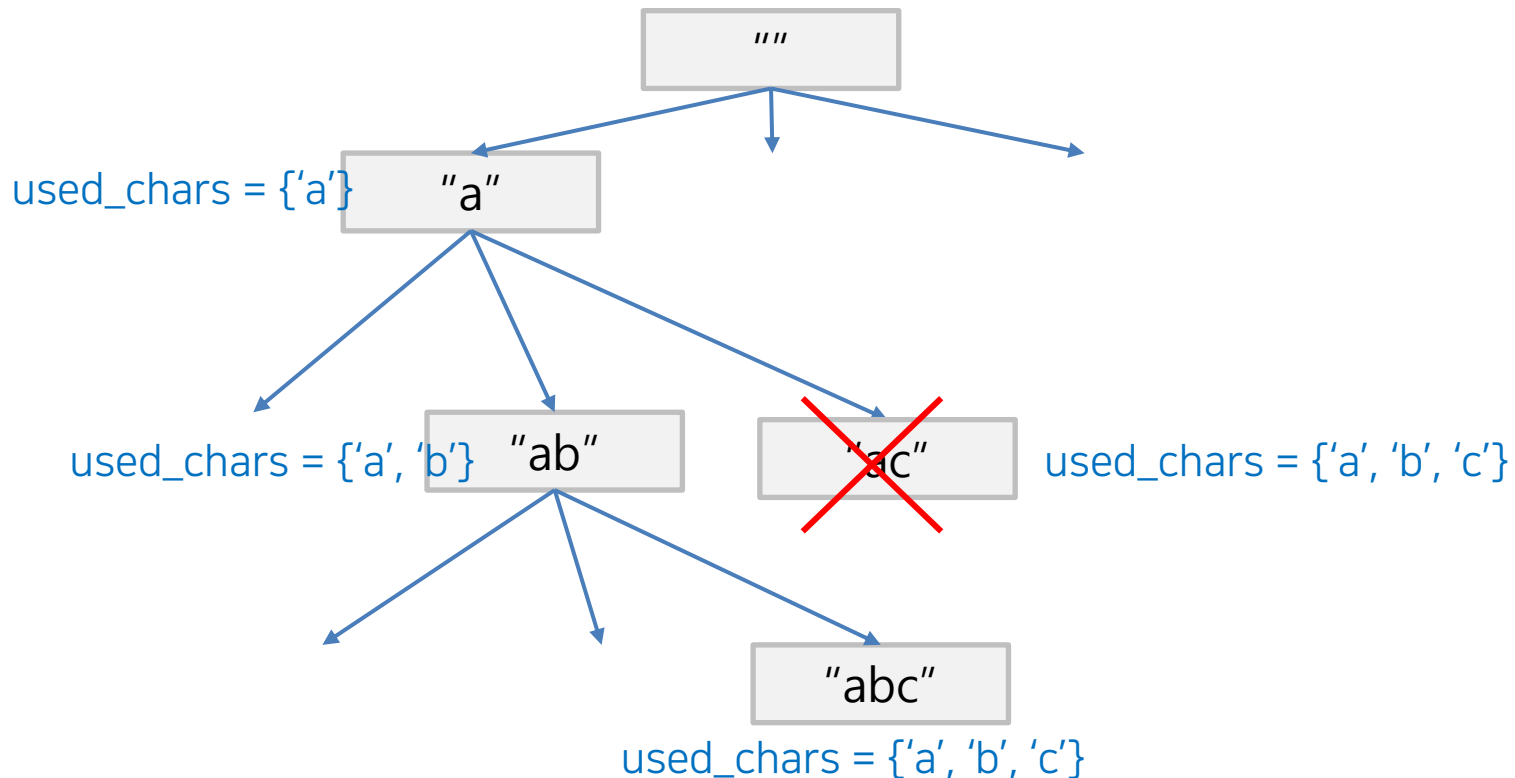 ""
used_chars = {‘a’}
"a"
used_chars = {‘a’, ‘b’}
"ab"
"ac"
used_chars = {‘a’, ‘b’, ‘c’}
"abc"
used_chars = {‘a’, ‘b’, ‘c’}